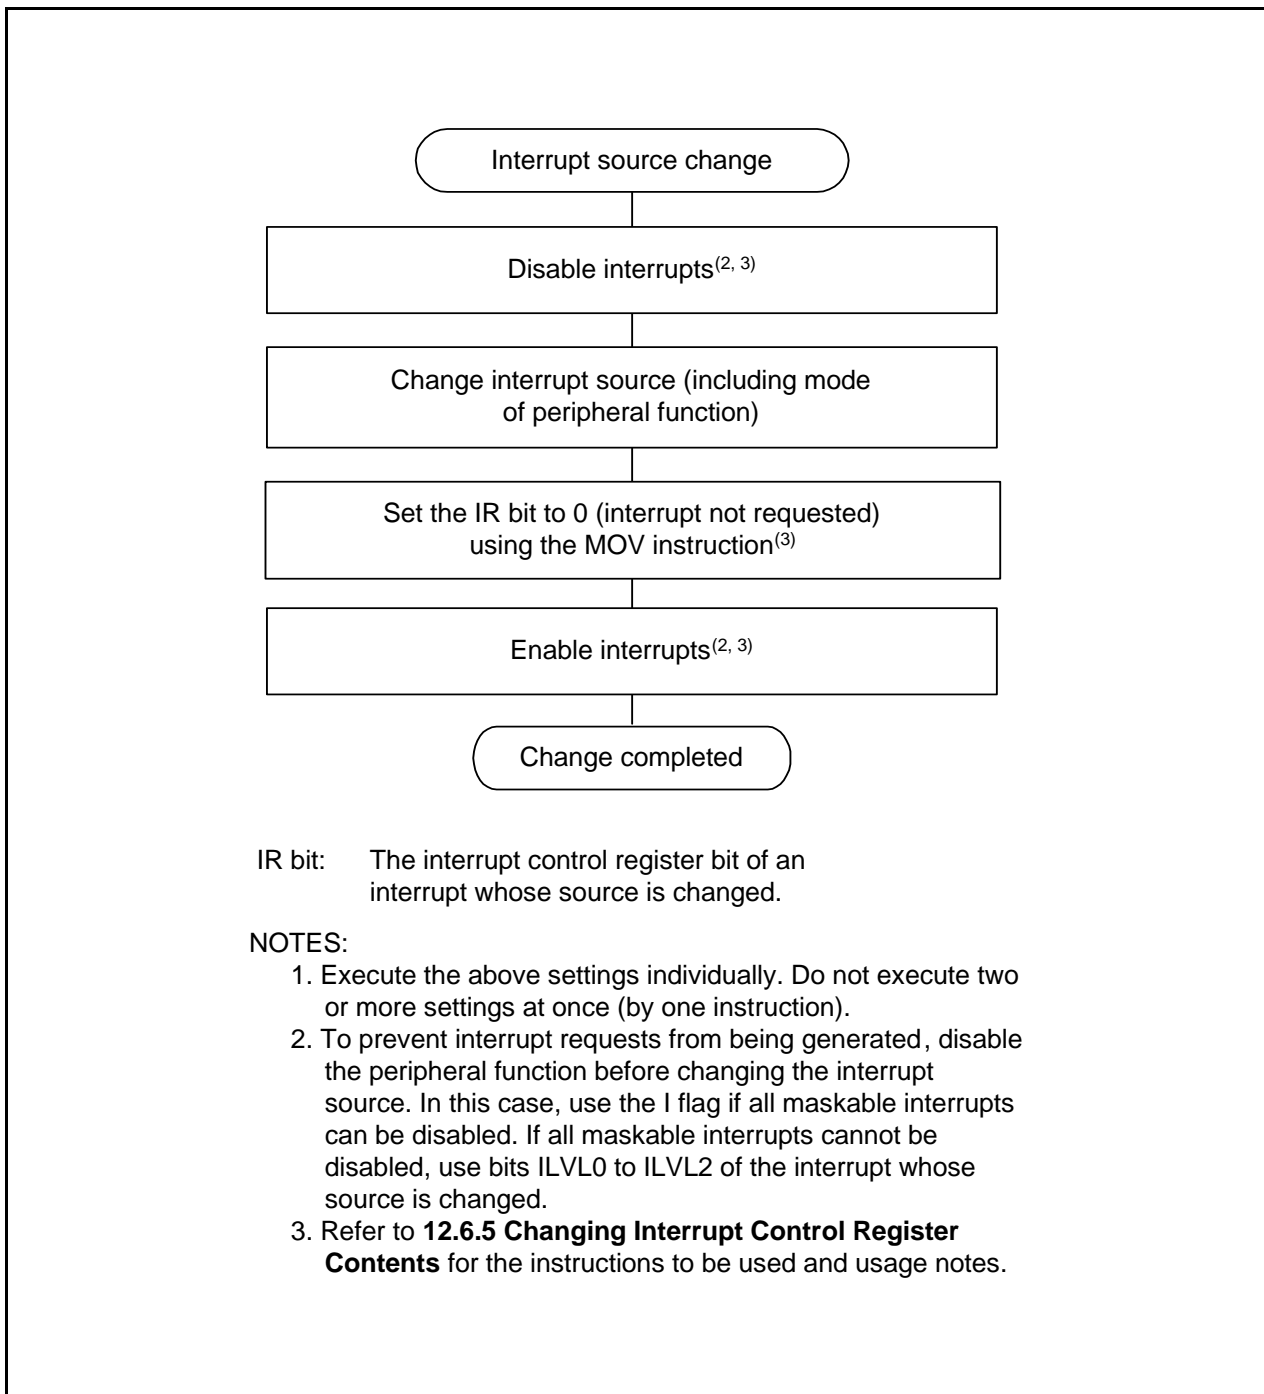 Interrupt source change
Disable interrupts(2, 3)
Change interrupt source (including mode
of peripheral function)
Set the IR bit to 0 (interrupt not requested)
using the MOV instruction(3)
Enable interrupts(2, 3)
Change completed
IR bit: The interrupt control register bit of an
interrupt whose source is changed.
NOTES:
1. Execute the above settings individually. Do not execute two
or more settings at once (by one instruction).
2. To prevent interrupt requests from being generated, disable
the peripheral function before changing the interrupt
source. In this case, use the I flag if all maskable interrupts
can be disabled. If all maskable interrupts cannot be
disabled, use bits ILVL0 to ILVL2 of the interrupt whose
source is changed.
3. Refer to 12.6.5 Changing Interrupt Control Register
Contents for the instructions to be used and usage notes.